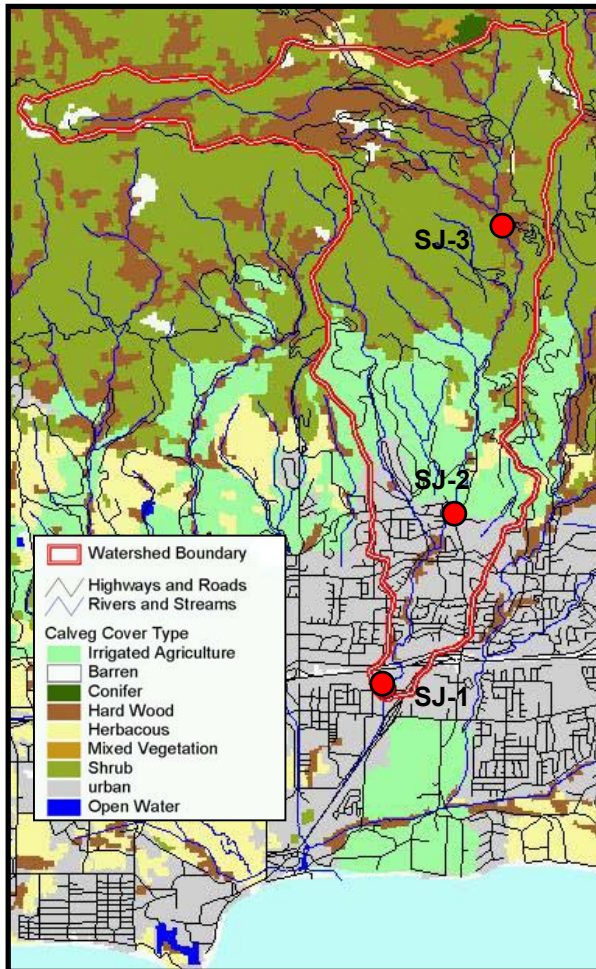 SJ-3
SJ-2
SJ-1
Watershed Boundary
Highways and Roads
Rivers and Streams
Calveg Cover Type
Irrigated Agriculture
Barren
Conifer
Hard Wood
Herbacous
Mixed Vegetation
Shrub
urban
Open Water